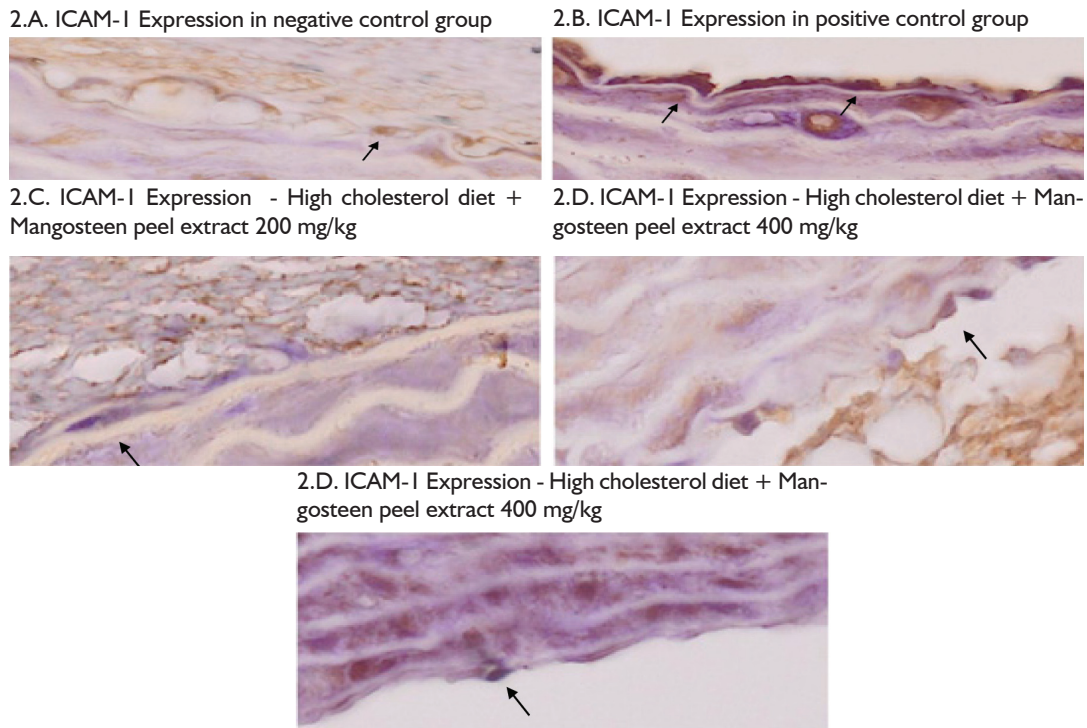 2.A. ICAM-1 Expression in negative control group
2.B. ICAM-1 Expression in positive control group
2.C. ICAM-1 Expression - High cholesterol diet +
Mangosteen peel extract 200 mg/kg
2.D. ICAM-1 Expression - High cholesterol diet + Man-
gosteen peel extract 400 mg/kg
2.D. ICAM-1 Expression - High cholesterol diet + Man-
gosteen peel extract 400 mg/kg